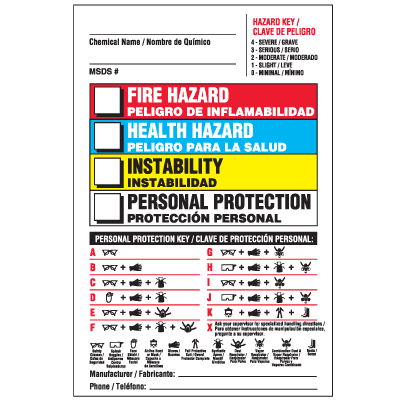 HAZARD KEY /
CLAVE DE PELIGRO
Chemical Name / Nombre de Químico
4 - SEVERE / GRAVE
3 - SERIOUS / SERIO
2 - MODERATE / MODERADO
1 - SLIGHT / LEVE
0 - MINIMAL / MÍNIMO
MSDS #
FIRE HAZARD
PELIGRO DE INFLAMABILIDAD
HEALTH HAZARD
PELIGRO PARA LA SALUD
INSTABILITY
INSTABILIDAD
PERSONAL PROTECTION
PROTECCIÓN PERSONAL
PERSONAL PROTECTION KEY / CLAVE DE PROTECCIÓN PERSONAL:
A
B +
C + +
D + +
E + +
F + + +
G + +
H + + +
I + +
J + + +
K + + +
X Ask your supervisor for specialized handling directions /
Para obtener instrucciones de manipulación especiales,
pregunte a su supervisor
Manufacturer / Fabricante:
Phone / Teléfono: